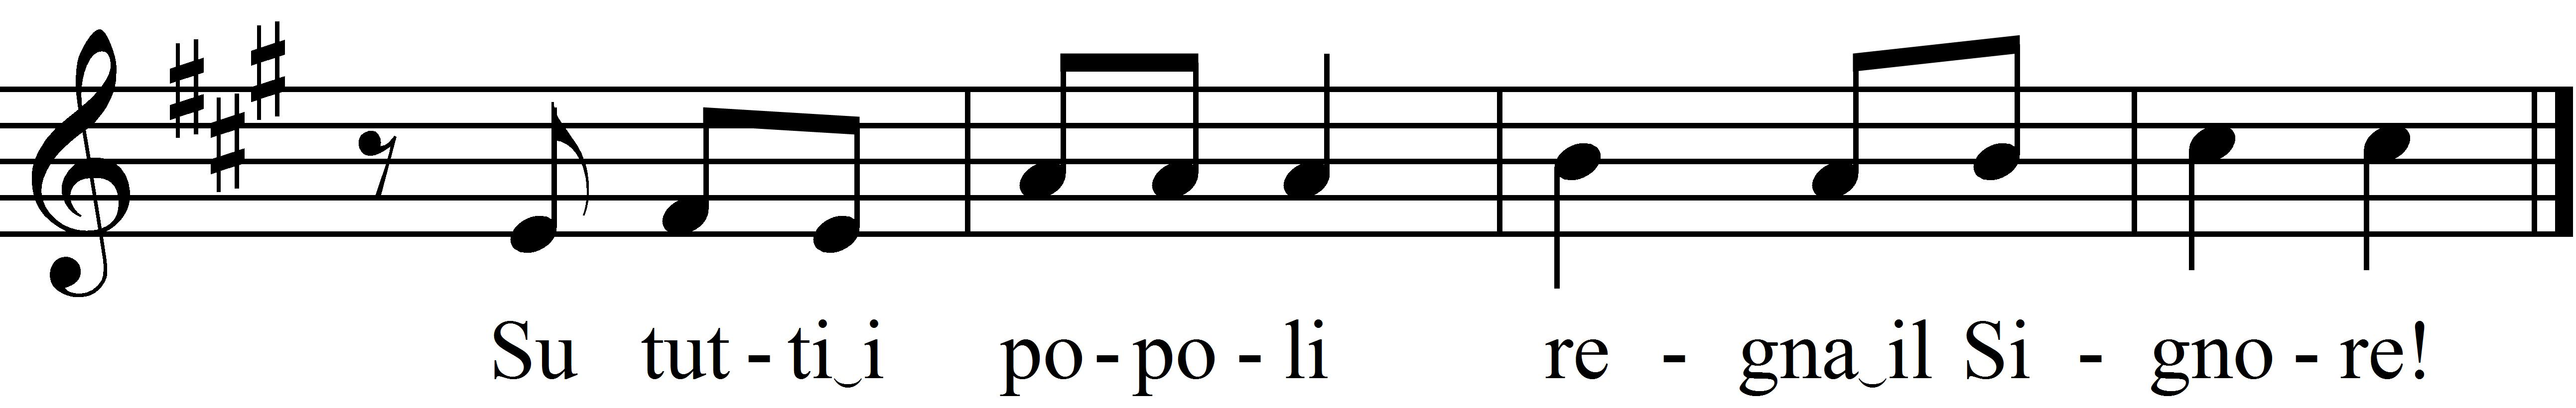 Su tut - ti‿i po - po - li re - gna‿il Si - gno - re!